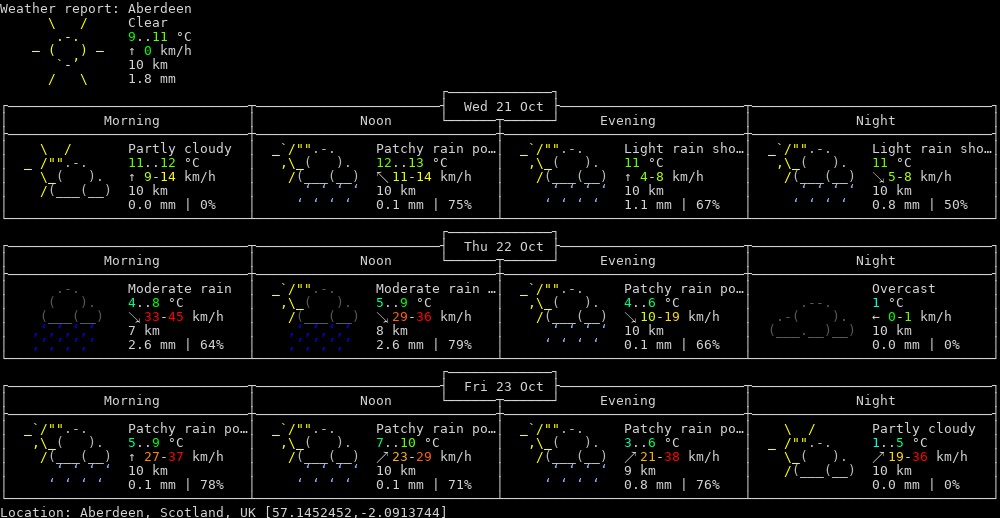 Weather report: Aberdeen
Clear
9..11 °C
↑ 0 km/h
10 km
1.8 mm
Wed 21 Oct
Morning Noon Evening Night
Partly cloudy Patchy rain po… Light rain sho… Light rain sho…
11..12 °C 12..13 °C 11 °C 11 °C
↑ 9-14 km/h ↖ 11-14 km/h ↑ 4-8 km/h ↘ 5-8 km/h
10 km 10 km 10 km 10 km
0.0 mm | 0% 0.1 mm | 75% 1.1 mm | 67% 0.8 mm | 50%
Thu 22 Oct
Morning Noon Evening Night
Moderate rain Moderate rain … Patchy rain po… Overcast
4..8 °C 5..9 °C 4..6 °C 1 °C
↘ 33-45 km/h ↘ 29-36 km/h ↘ 10-19 km/h ← 0-1 km/h
7 km 8 km 10 km 10 km
2.6 mm | 64% 2.6 mm | 79% 0.1 mm | 66% 0.0 mm | 0%
Fri 23 Oct
Morning Noon Evening Night
Patchy rain po… Patchy rain po… Patchy rain po… Partly cloudy
5..9 °C 7..10 °C 3..6 °C 1..5 °C
↑ 27-37 km/h ↗ 23-29 km/h ↗ 21-38 km/h ↗ 19-36 km/h
10 km 10 km 9 km 10 km
0.1 mm | 78% 0.1 mm | 71% 0.8 mm | 76% 0.0 mm | 0%
Location: Aberdeen, Scotland, UK [57.1452452,-2.0913744]